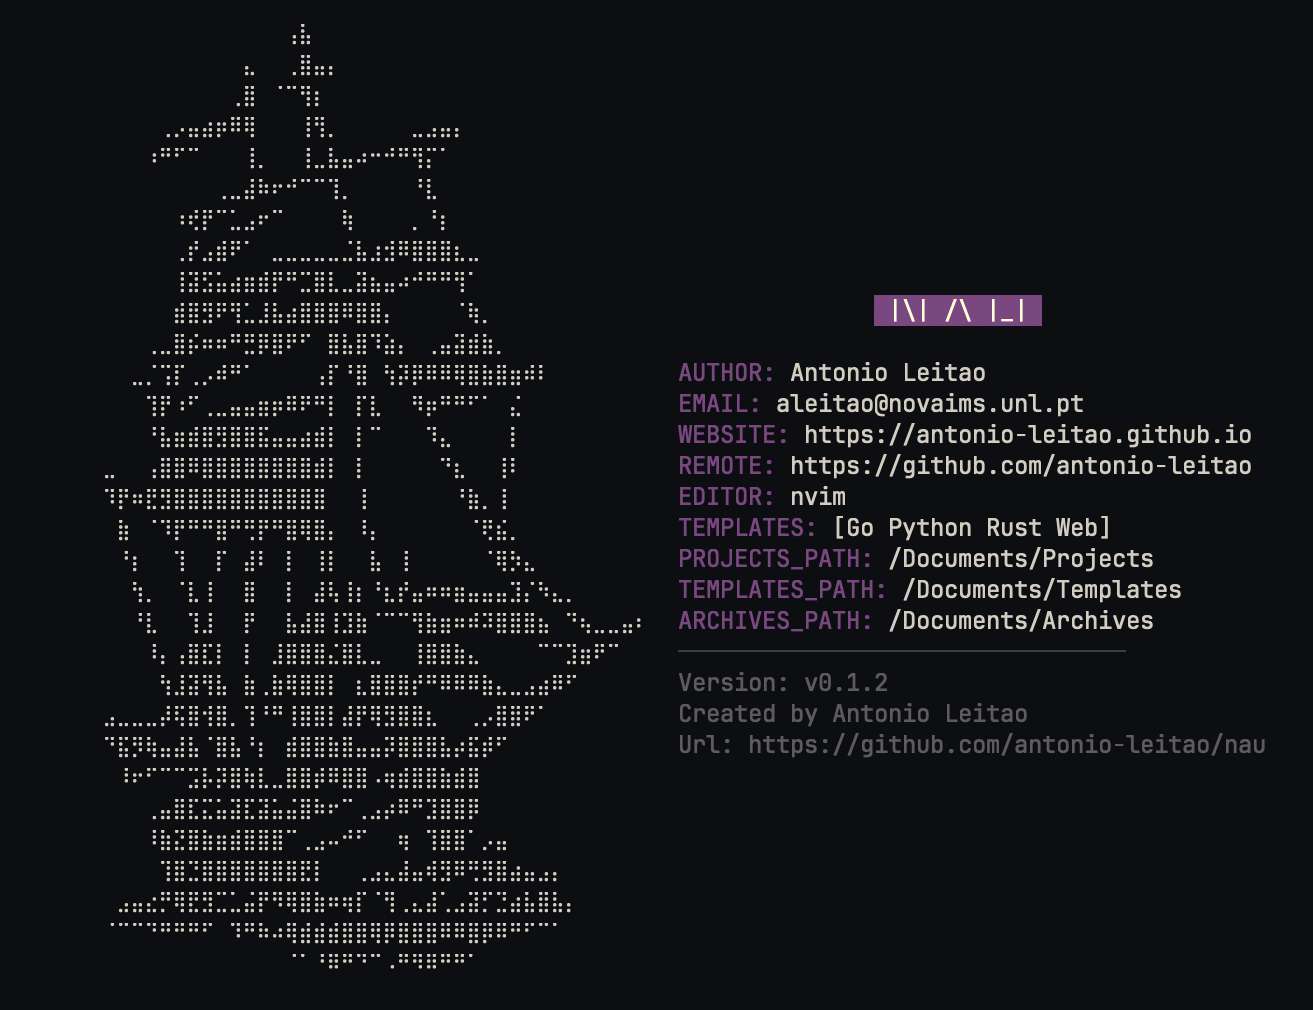 |\| /\ |_|
AUTHOR: Antonio Leitao
EMAIL: aleitao@novaims.unl.pt
WEBSITE: https://antonio-leitao.github.io
REMOTE: https://github.com/antonio-leitao
EDITOR: nvim
TEMPLATES: [Go Python Rust Web]
PROJECTS_PATH: /Documents/Projects
TEMPLATES_PATH: /Documents/Templates
ARCHIVES_PATH: /Documents/Archives
Version: v0.1.2
Created by Antonio Leitao
Url: https://github.com/antonio-leitao/nau